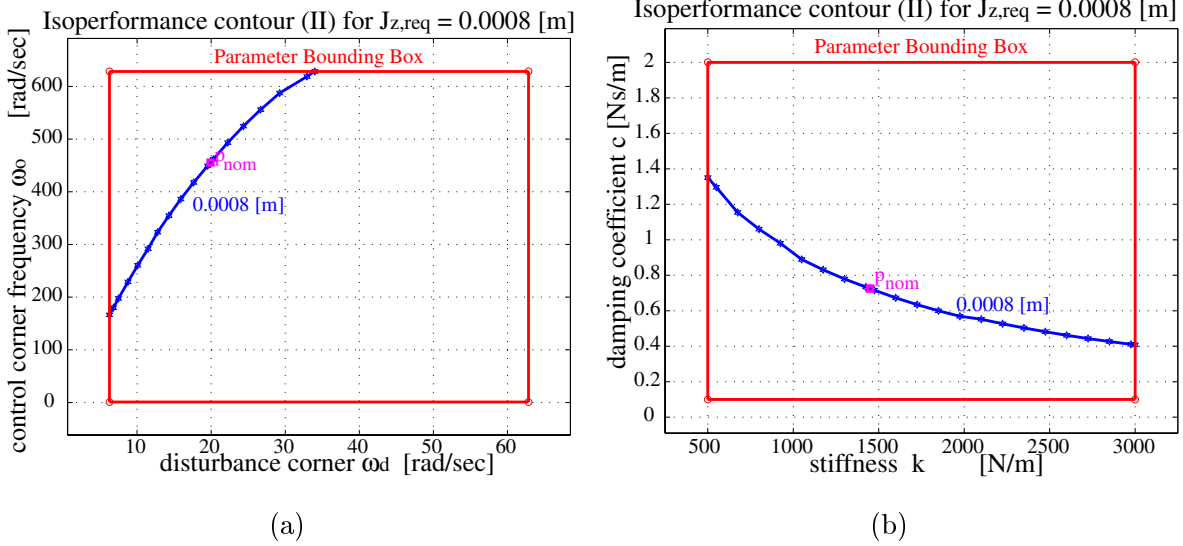 Isoperformance contour (II) for Jz,req = 0.0008 [m]
Parameter Bounding Box
control corner frequency ωo [rad/sec]
600
500
400
300
200
100
0
pnom
0.0008 [m]
10 20 30 40 50 60
disturbance corner ωd [rad/sec]
(a)
Isoperformance contour (II) for Jz,req = 0.0008 [m]
Parameter Bounding Box
damping coefficient c [Ns/m]
2
1.8
1.6
1.4
1.2
1
0.8
0.6
0.4
0.2
0
pnom
0.0008 [m]
500 1000 1500 2000 2500 3000
stiffness k [N/m]
(b)